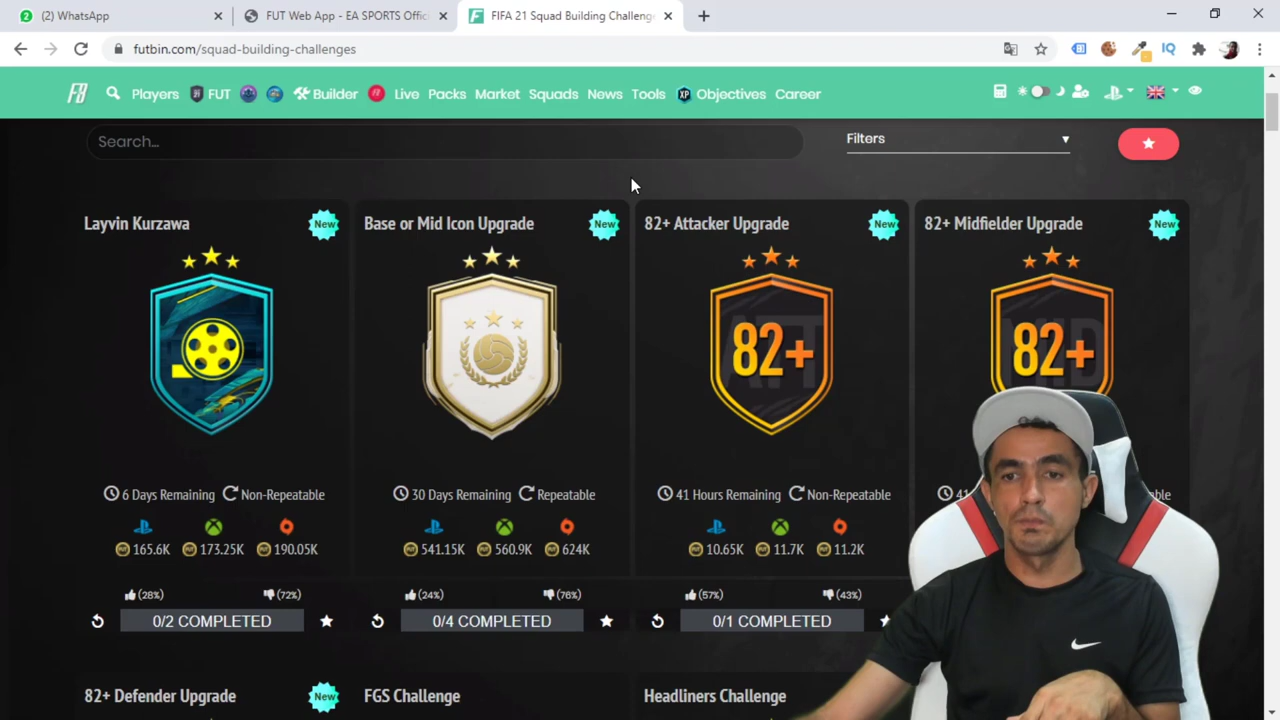 (2) WhatsApp
FUT Web App - EA SPORTS Offic
FIFA 21 Squad Building Challenge
futbin.com/squad-building-challenges
Players FUT Builder Live Packs Market Squads News Tools XP Objectives Career
Search...
Filters
Layvin Kurzawa New
Base or Mid Icon Upgrade New
82+ Attacker Upgrade New
82+ Midfielder Upgrade New
82+
82+
6 Days Remaining Non-Repeatable
30 Days Remaining Repeatable
41 Hours Remaining Non-Repeatable
165.6K 173.25K 190.05K
541.15K 560.9K 624K
10.65K 11.7K 11.2K
(28%) (72%)
(24%) (76%)
(57%) (43%)
0/2 COMPLETED
0/4 COMPLETED
0/1 COMPLETED
82+ Defender Upgrade New
FGS Challenge
Headliners Challenge